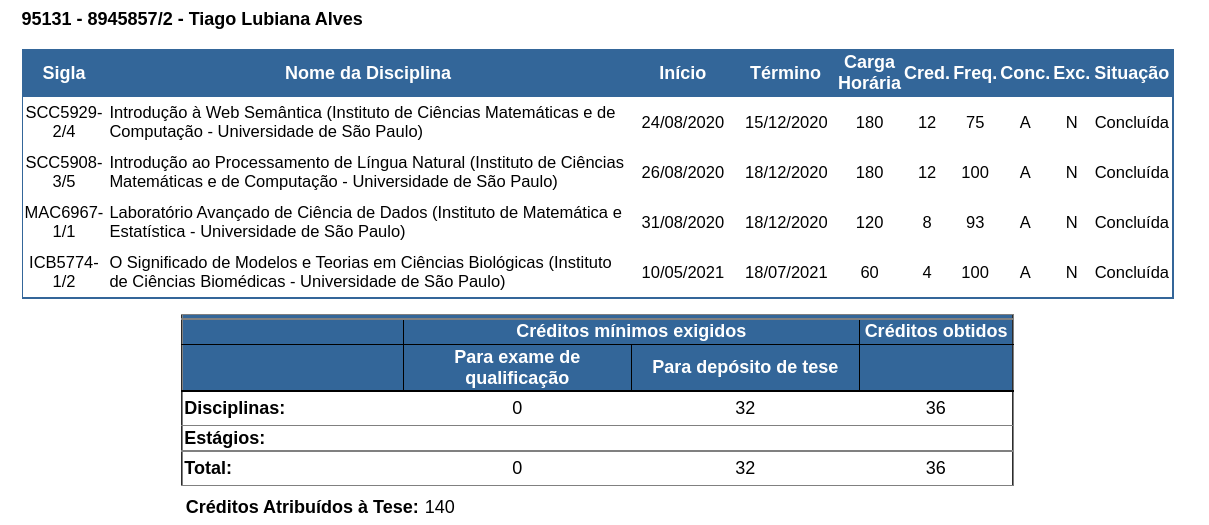 95131 - 8945857/2 - Tiago Lubiana Alves
Sigla Nome da Disciplina Início Término Carga Horária Cred. Freq. Conc. Exc. Situação
SCC5929-2/4 Introdução à Web Semântica (Instituto de Ciências Matemáticas e de Computação - Universidade de São Paulo) 24/08/2020 15/12/2020 180 12 75 A N Concluída
SCC5908-3/5 Introdução ao Processamento de Língua Natural (Instituto de Ciências Matemáticas e de Computação - Universidade de São Paulo) 26/08/2020 18/12/2020 180 12 100 A N Concluída
MAC6967-1/1 Laboratório Avançado de Ciência de Dados (Instituto de Matemática e Estatística - Universidade de São Paulo) 31/08/2020 18/12/2020 120 8 93 A N Concluída
ICB5774-1/2 O Significado de Modelos e Teorias em Ciências Biológicas (Instituto de Ciências Biomédicas - Universidade de São Paulo) 10/05/2021 18/07/2021 60 4 100 A N Concluída
Créditos mínimos exigidos Créditos obtidos
Para exame de qualificação Para depósito de tese
Disciplinas: 0 32 36
Estágios:
Total: 0 32 36
Créditos Atribuídos à Tese: 140